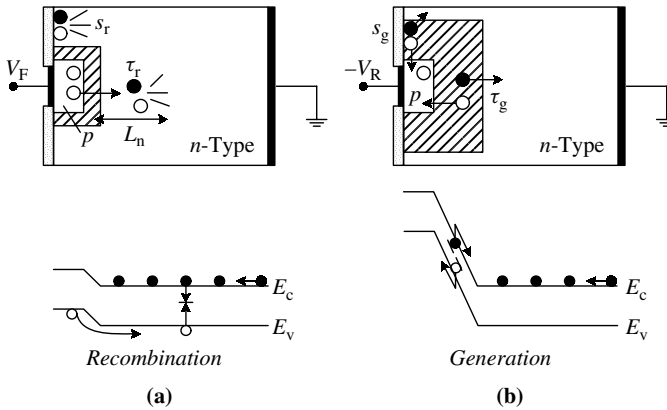 s_r
V_F
τ_r
p
L_n
n-Type
E_c
E_v
Recombination
(a)
s_g
−V_R
p
τ_g
n-Type
E_c
E_v
Generation
(b)